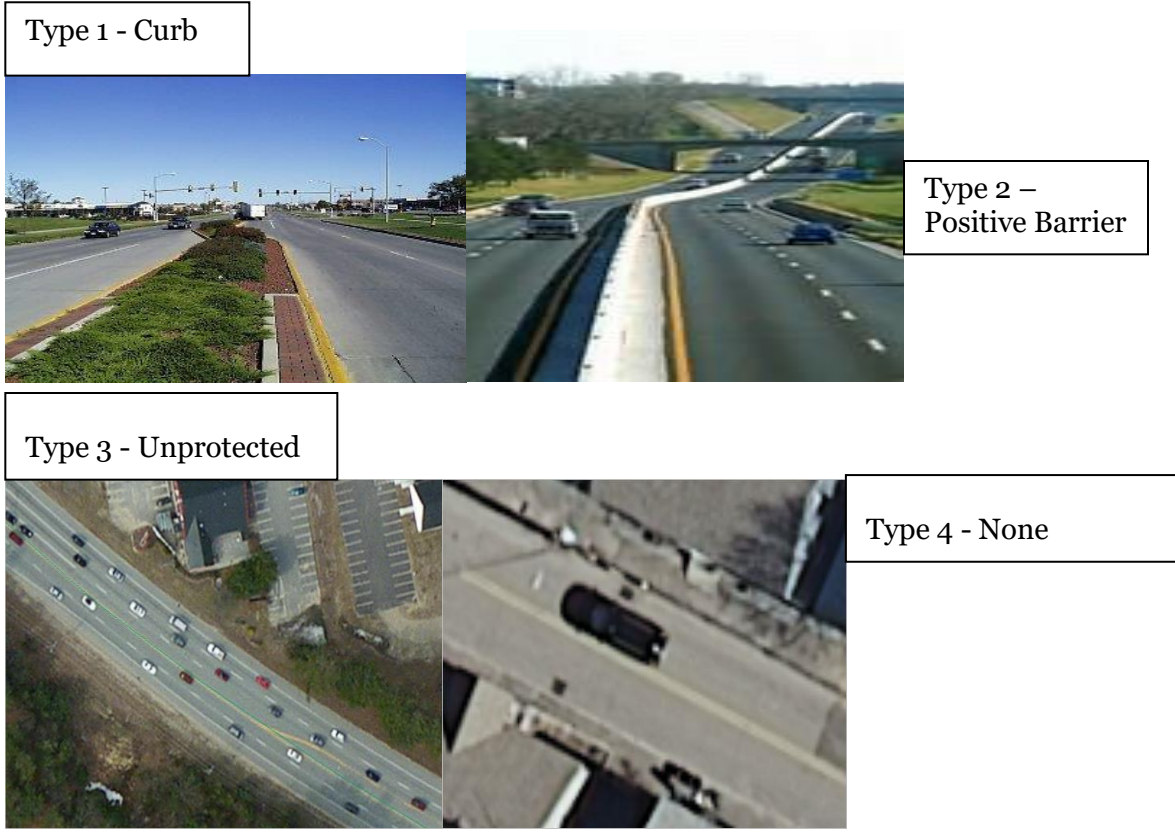 Type 1 - Curb
Type 2 –
Positive Barrier
Type 3 - Unprotected
Type 4 - None